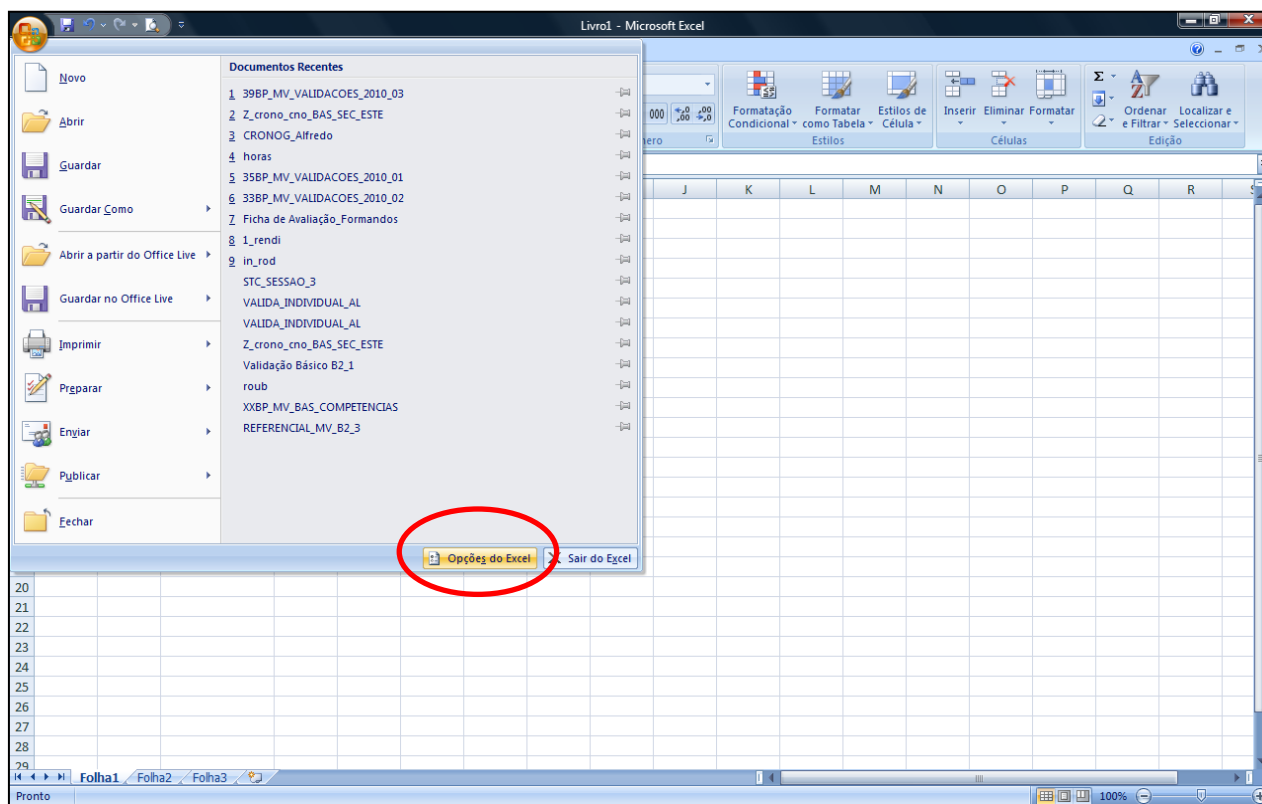 Livro1 - Microsoft Excel
Novo
Abrir
Guardar
Guardar Como
Abrir a partir do Office Live
Guardar no Office Live
Imprimir
Preparar
Enviar
Publicar
Fechar
Documentos Recentes
1 39BP_MV_VALIDACOES_2010_03
2 Z_crono_cno_BAS_SEC_ESTE
3 CRONOG_Alfredo
4 horas
5 35BP_MV_VALIDACOES_2010_01
6 33BP_MV_VALIDACOES_2010_02
7 Ficha de Avaliação_Formandos
8 1_rendi
9 in_rod
STC_SESSAO_3
VALIDA_INDIVIDUAL_AL
VALIDA_INDIVIDUAL_AL
Z_crono_cno_BAS_SEC_ESTE
Validação Básico B2_1
roub
XXBP_MV_BAS_COMPETENCIAS
REFERENCIAL_MV_B2_3
Opções do Excel
Sair do Excel
000
Formatação Condicional
Formatar como Tabela
Estilos de Célula
Inserir
Eliminar
Formatar
Σ
Ordenar e Filtrar
Localizar e Seleccionar
Estilos
Células
Edição
J K L M N O P Q R
20
21
22
23
24
25
26
27
28
29
Folha1 Folha2 Folha3
Pronto
100%